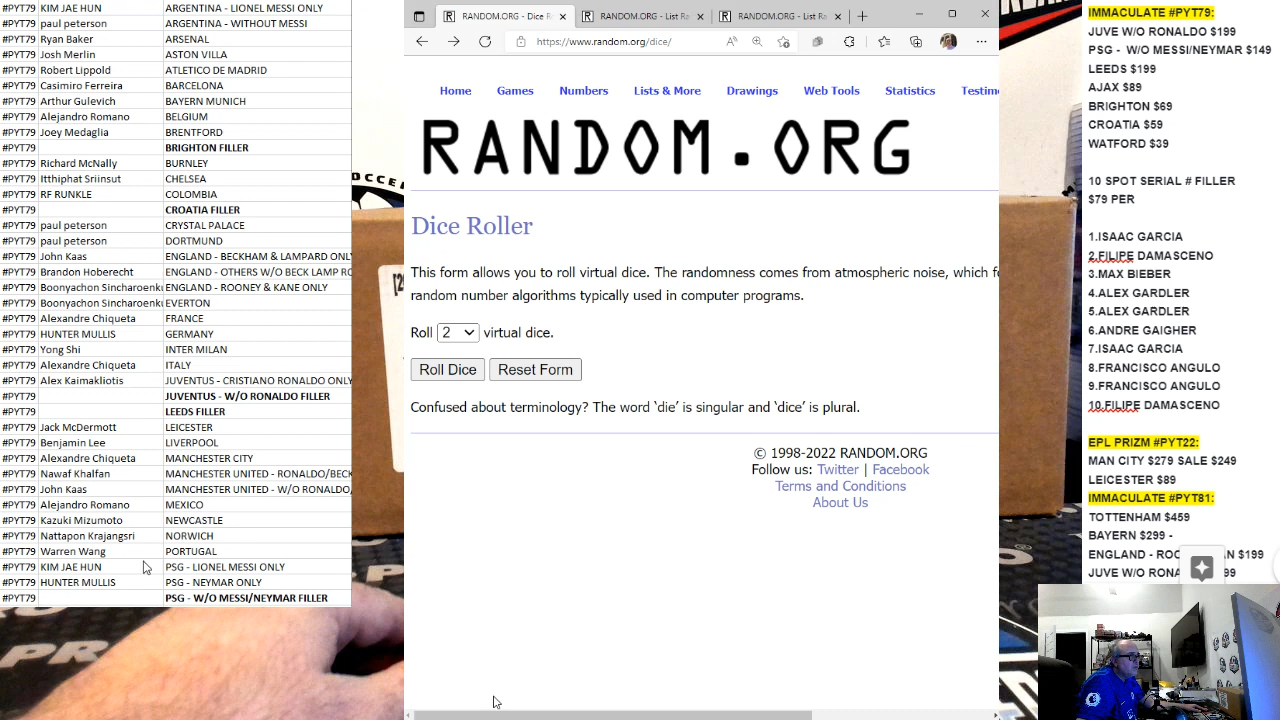 #PYT79 KIM JAE HUN ARGENTINA - LIONEL MESSI ONLY
#PYT79 ARGENTINA - WITHOUT MESSI
#PYT79 Ryan Baker ARSENAL
#PYT79 Josh Merlin ASTON VILLA
#PYT79 Robert Lippold ATLETICO DE MADRID
#PYT79 Casimiro Ferreira BARCELONA
#PYT79 Arthur Gulevich BAYERN MUNICH
#PYT79 Alejandro Romano BELGIUM
#PYT79 Joey Medaglia BRENTFORD
#PYT79 BRIGHTON FILLER
#PYT79 Richard McNally BURNLEY
#PYT79 Itthiphat Sriinsut CHELSEA
#PYT79 RF RUNKLE COLOMBIA
#PYT79 CROATIA FILLER
#PYT79 paul peterson CRYSTAL PALACE
#PYT79 paul peterson DORTMUND
#PYT79 John Kaas ENGLAND - BECKHAM & LAMPARD ONLY
#PYT79 Brandon Hoberecht ENGLAND - OTHERS W/O BECK LAMP RO
#PYT79 Boonyachon Sincharoenku ENGLAND - ROONEY & KANE ONLY
#PYT79 Boonyachon Sincharoenku EVERTON
#PYT79 Alexandre Chiqueta FRANCE
#PYT79 HUNTER MULLIS GERMANY
#PYT79 Yong Shi INTER MILAN
#PYT79 Alexandre Chiqueta ITALY
#PYT79 Alex Kaimakliotis JUVENTUS - CRISTIANO RONALDO ONLY
#PYT79 JUVENTUS - W/O RONALDO FILLER
#PYT79 LEEDS FILLER
#PYT79 Jack McDermott LEICESTER
#PYT79 Benjamin Lee LIVERPOOL
#PYT79 Alexandre Chiqueta MANCHESTER CITY
#PYT79 Nawaf Khalfan MANCHESTER UNITED - RONALDO/BECK
#PYT79 John Kaas MANCHESTER UNITED - W/O RONALDO/
#PYT79 Alejandro Romano MEXICO
#PYT79 Kazuki Mizumoto NEWCASTLE
#PYT79 Nattapon Krajangsri NORWICH
#PYT79 Warren Wang PORTUGAL
#PYT79 KIM JAE HUN PSG - LIONEL MESSI ONLY
#PYT79 HUNTER MULLIS PSG - NEYMAR ONLY
#PYT79 PSG - W/O MESSI/NEYMAR FILLER
RANDOM.ORG - Dice R
RANDOM.ORG - List Ra
RANDOM.ORG - List Ra
https://www.random.org/dice/
Home Games Numbers Lists & More Drawings Web Tools Statistics Testim
RANDOM.ORG
Dice Roller
This form allows you to roll virtual dice. The randomness comes from atmospheric noise, which fo
random number algorithms typically used in computer programs.
Roll 2 virtual dice.
Roll Dice Reset Form
Confused about terminology? The word ‘die’ is singular and ‘dice’ is plural.
© 1998-2022 RANDOM.ORG
Follow us: Twitter | Facebook
Terms and Conditions
About Us
IMMACULATE #PYT79:
JUVE W/O RONALDO $199
PSG - W/O MESSI/NEYMAR $149
LEEDS $199
AJAX $89
BRIGHTON $69
CROATIA $59
WATFORD $39
10 SPOT SERIAL # FILLER
$79 PER
1.ISAAC GARCIA
2.FILIPE DAMASCENO
3.MAX BIEBER
4.ALEX GARDLER
5.ALEX GARDLER
6.ANDRE GAIGHER
7.ISAAC GARCIA
8.FRANCISCO ANGULO
9.FRANCISCO ANGULO
10.FILIPE DAMASCENO
EPL PRIZM #PYT22:
MAN CITY $279 SALE $249
LEICESTER $89
IMMACULATE #PYT81:
TOTTENHAM $459
BAYERN $299 -
ENGLAND - ROO AN $199
JUVE W/O RONA 99